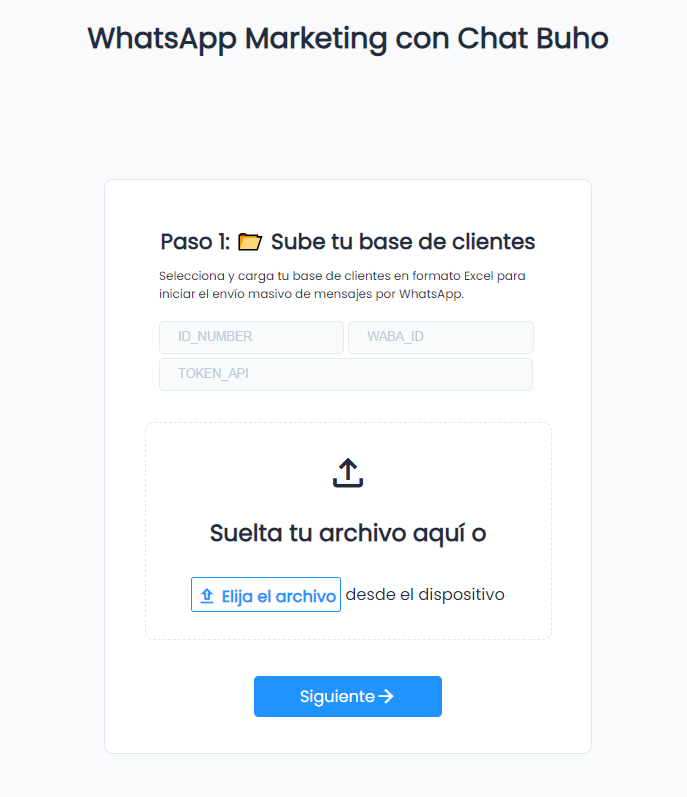 WhatsApp Marketing con Chat Buho
Paso 1: 📂 Sube tu base de clientes
Selecciona y carga tu base de clientes en formato Excel para
iniciar el envío masivo de mensajes por WhatsApp.
ID_NUMBER WABA_ID
TOKEN_API
Suelta tu archivo aquí o
Elija el archivo desde el dispositivo
Siguiente→